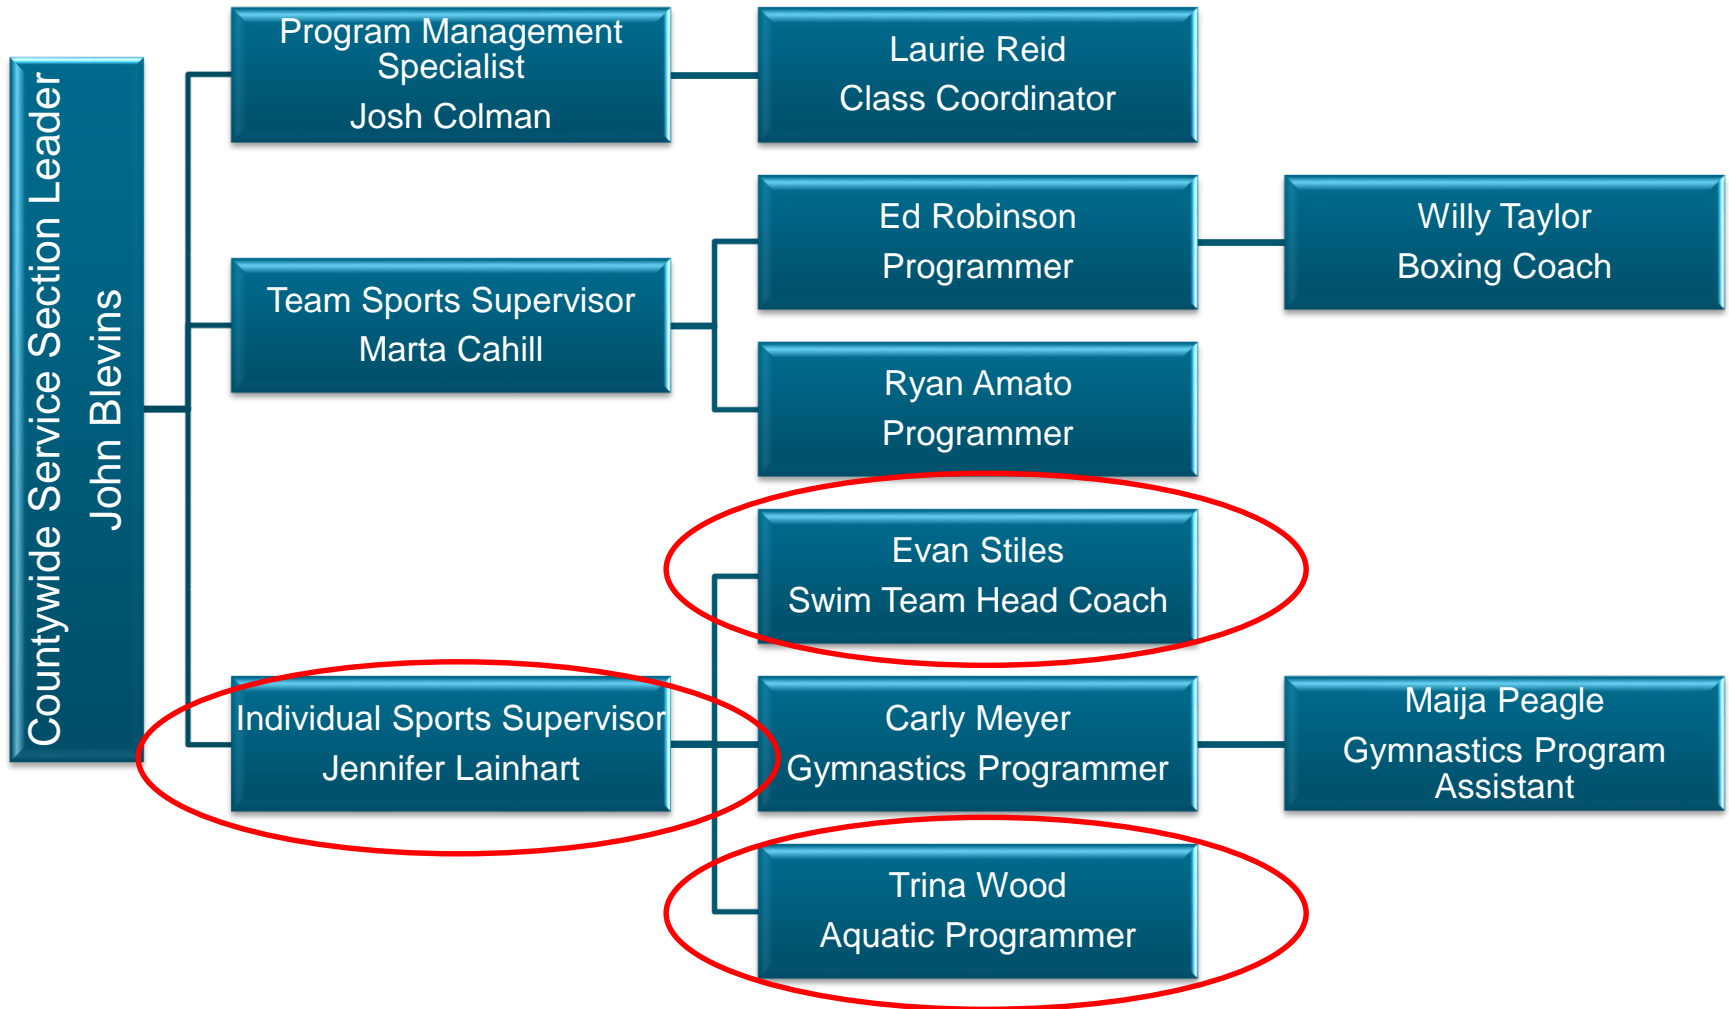 Countywide Service Section Leader
John Blevins
Program Management
Specialist
Josh Colman
Laurie Reid
Class Coordinator
Team Sports Supervisor
Marta Cahill
Ed Robinson
Programmer
Willy Taylor
Boxing Coach
Ryan Amato
Programmer
Individual Sports Supervisor
Jennifer Lainhart
Evan Stiles
Swim Team Head Coach
Carly Meyer
Gymnastics Programmer
Maija Peagle
Gymnastics Program
Assistant
Trina Wood
Aquatic Programmer